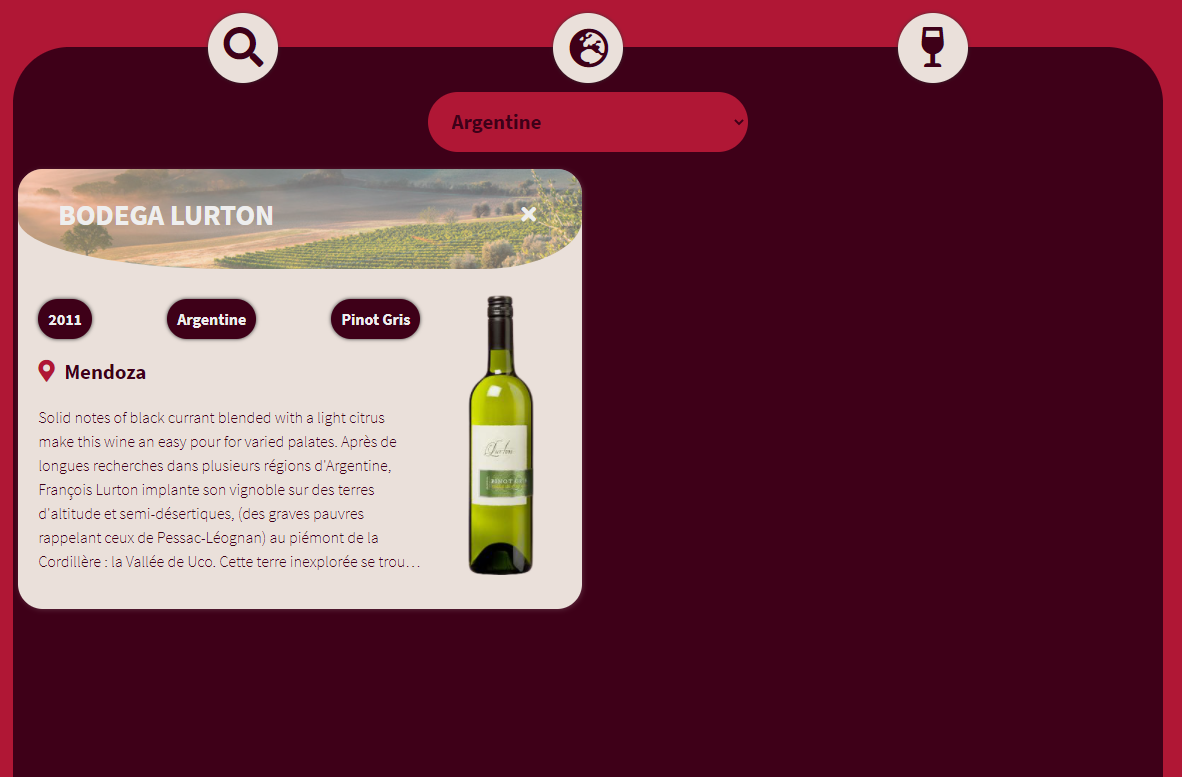 Argentine
BODEGA LURTON
2011
Argentine
Pinot Gris
Mendoza
Solid notes of black currant blended with a light citrus
make this wine an easy pour for varied palates. Après de
longues recherches dans plusieurs régions d'Argentine,
François Lurton implante son vignoble sur des terres
d'altitude et semi-désertiques, (des graves pauvres
rappelant ceux de Pessac-Léognan) au piémont de la
Cordillère : la Vallée de Uco. Cette terre inexplorée se trou…
Lurton
PINOT